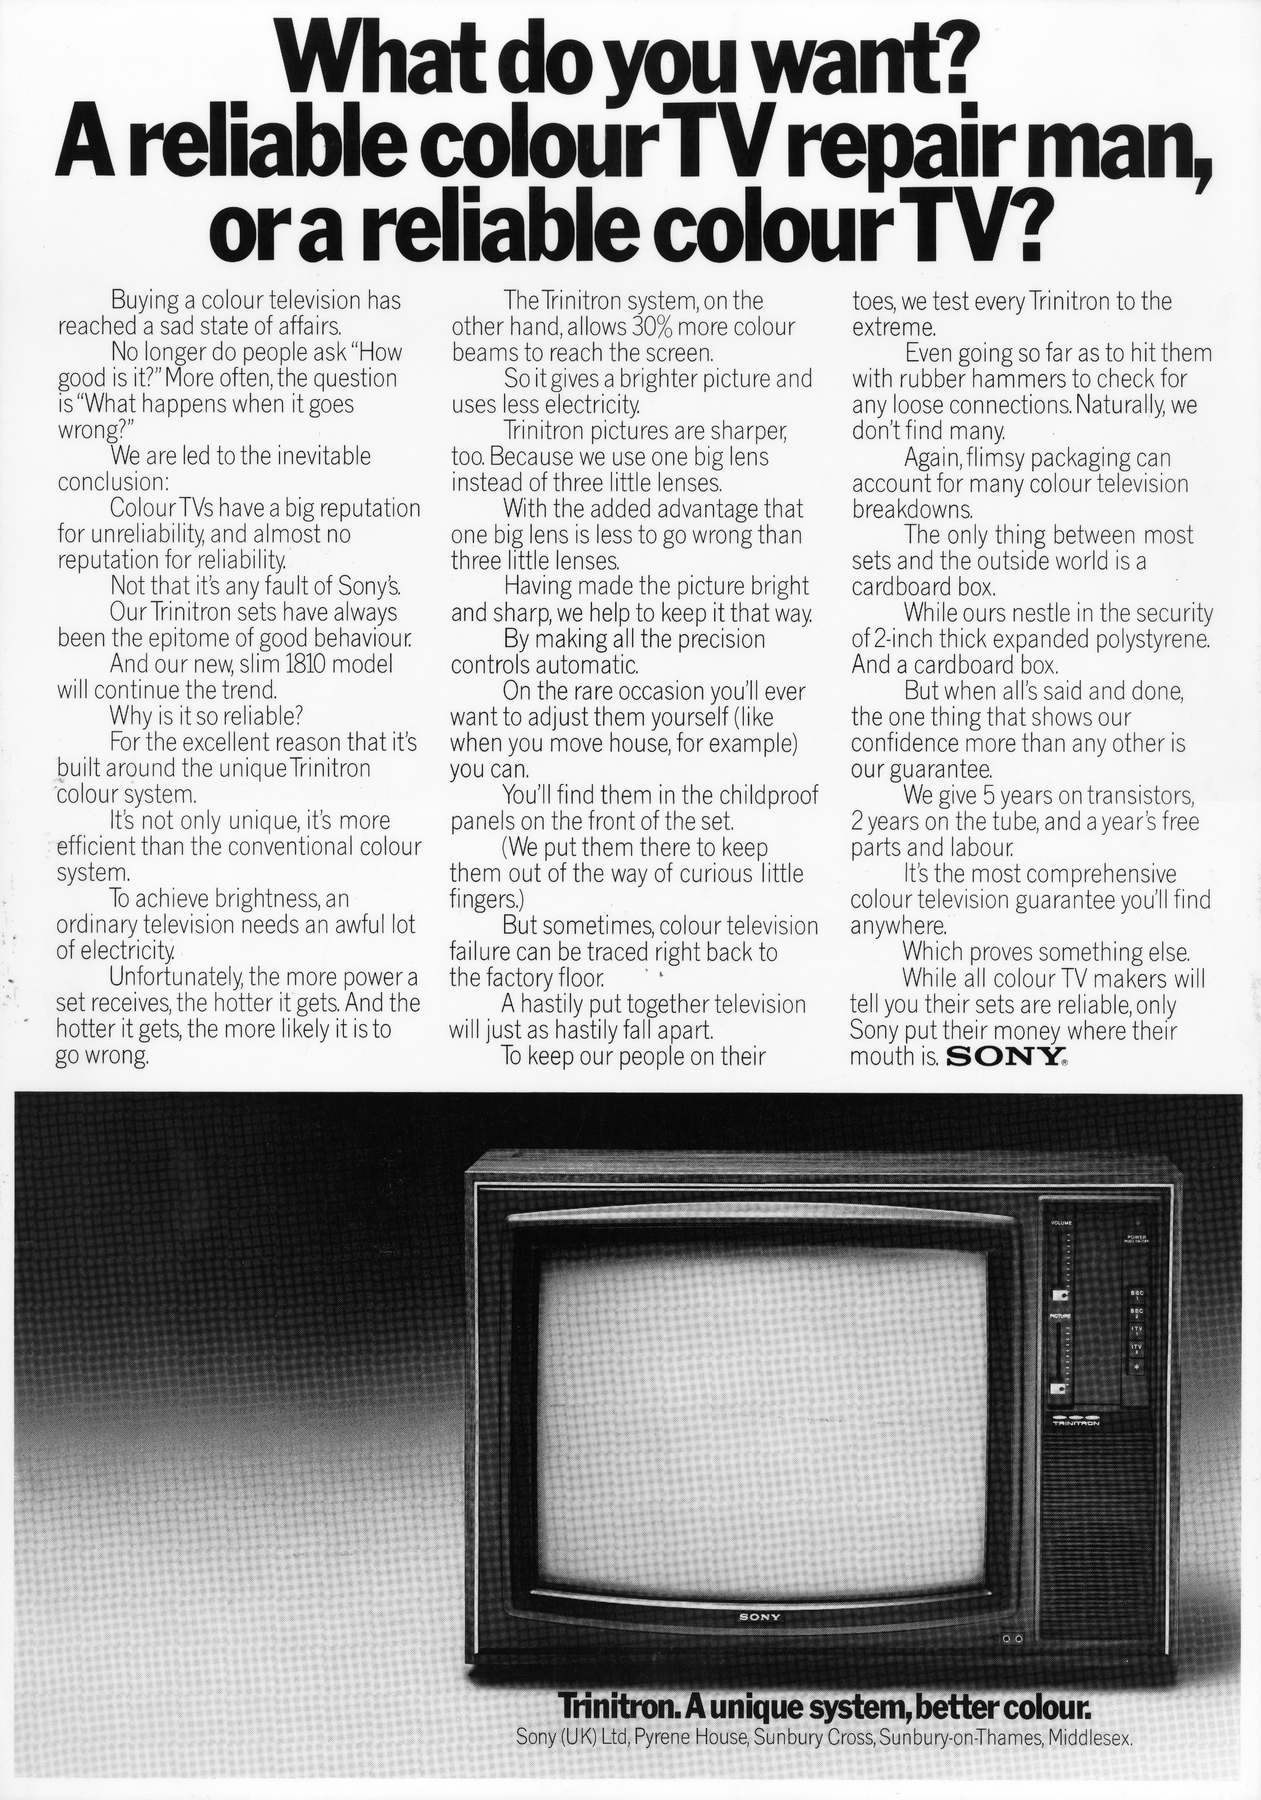 What do you want?
A reliable colour TV repair man,
or a reliable colour TV?
Buying a colour television has
reached a sad state of affairs.
No longer do people ask “How
good is it?” More often, the question
is “What happens when it goes
wrong?”
We are led to the inevitable
conclusion:
Colour TVs have a big reputation
for unreliability, and almost no
reputation for reliability.
Not that it's any fault of Sony's.
Our Trinitron sets have always
been the epitome of good behaviour.
And our new, slim 1810 model
will continue the trend.
Why is it so reliable?
For the excellent reason that it's
built around the unique Trinitron
colour system.
It's not only unique, it's more
efficient than the conventional colour
system.
To achieve brightness, an
ordinary television needs an awful lot
of electricity.
Unfortunately, the more power a
set receives, the hotter it gets. And the
hotter it gets, the more likely it is to
go wrong.
The Trinitron system, on the
other hand, allows 30% more colour
beams to reach the screen.
So it gives a brighter picture and
uses less electricity.
Trinitron pictures are sharper,
too. Because we use one big lens
instead of three little lenses.
With the added advantage that
one big lens is less to go wrong than
three little lenses.
Having made the picture bright
and sharp, we help to keep it that way.
By making all the precision
controls automatic.
On the rare occasion you'll ever
want to adjust them yourself (like
when you move house, for example)
you can.
You'll find them in the childproof
panels on the front of the set.
(We put them there to keep
them out of the way of curious little
fingers.)
But sometimes, colour television
failure can be traced right back to
the factory floor.
A hastily put together television
will just as hastily fall apart.
To keep our people on their
toes, we test every Trinitron to the
extreme.
Even going so far as to hit them
with rubber hammers to check for
any loose connections. Naturally, we
don't find many.
Again, flimsy packaging can
account for many colour television
breakdowns.
The only thing between most
sets and the outside world is a
cardboard box.
While ours nestle in the security
of 2-inch thick expanded polystyrene.
And a cardboard box.
But when all's said and done,
the one thing that shows our
confidence more than any other is
our guarantee.
We give 5 years on transistors,
2 years on the tube, and a year's free
parts and labour.
It's the most comprehensive
colour television guarantee you'll find
anywhere.
Which proves something else.
While all colour TV makers will
tell you their sets are reliable, only
Sony put their money where their
mouth is. SONY®
VOLUME
POWER
BBC
1
BBC
2
PICTURE
ITV
1
ITV
2
*
TRINITRON
SONY
Trinitron. A unique system, better colour.
Sony (UK) Ltd, Pyrene House, Sunbury Cross, Sunbury-on-Thames, Middlesex.